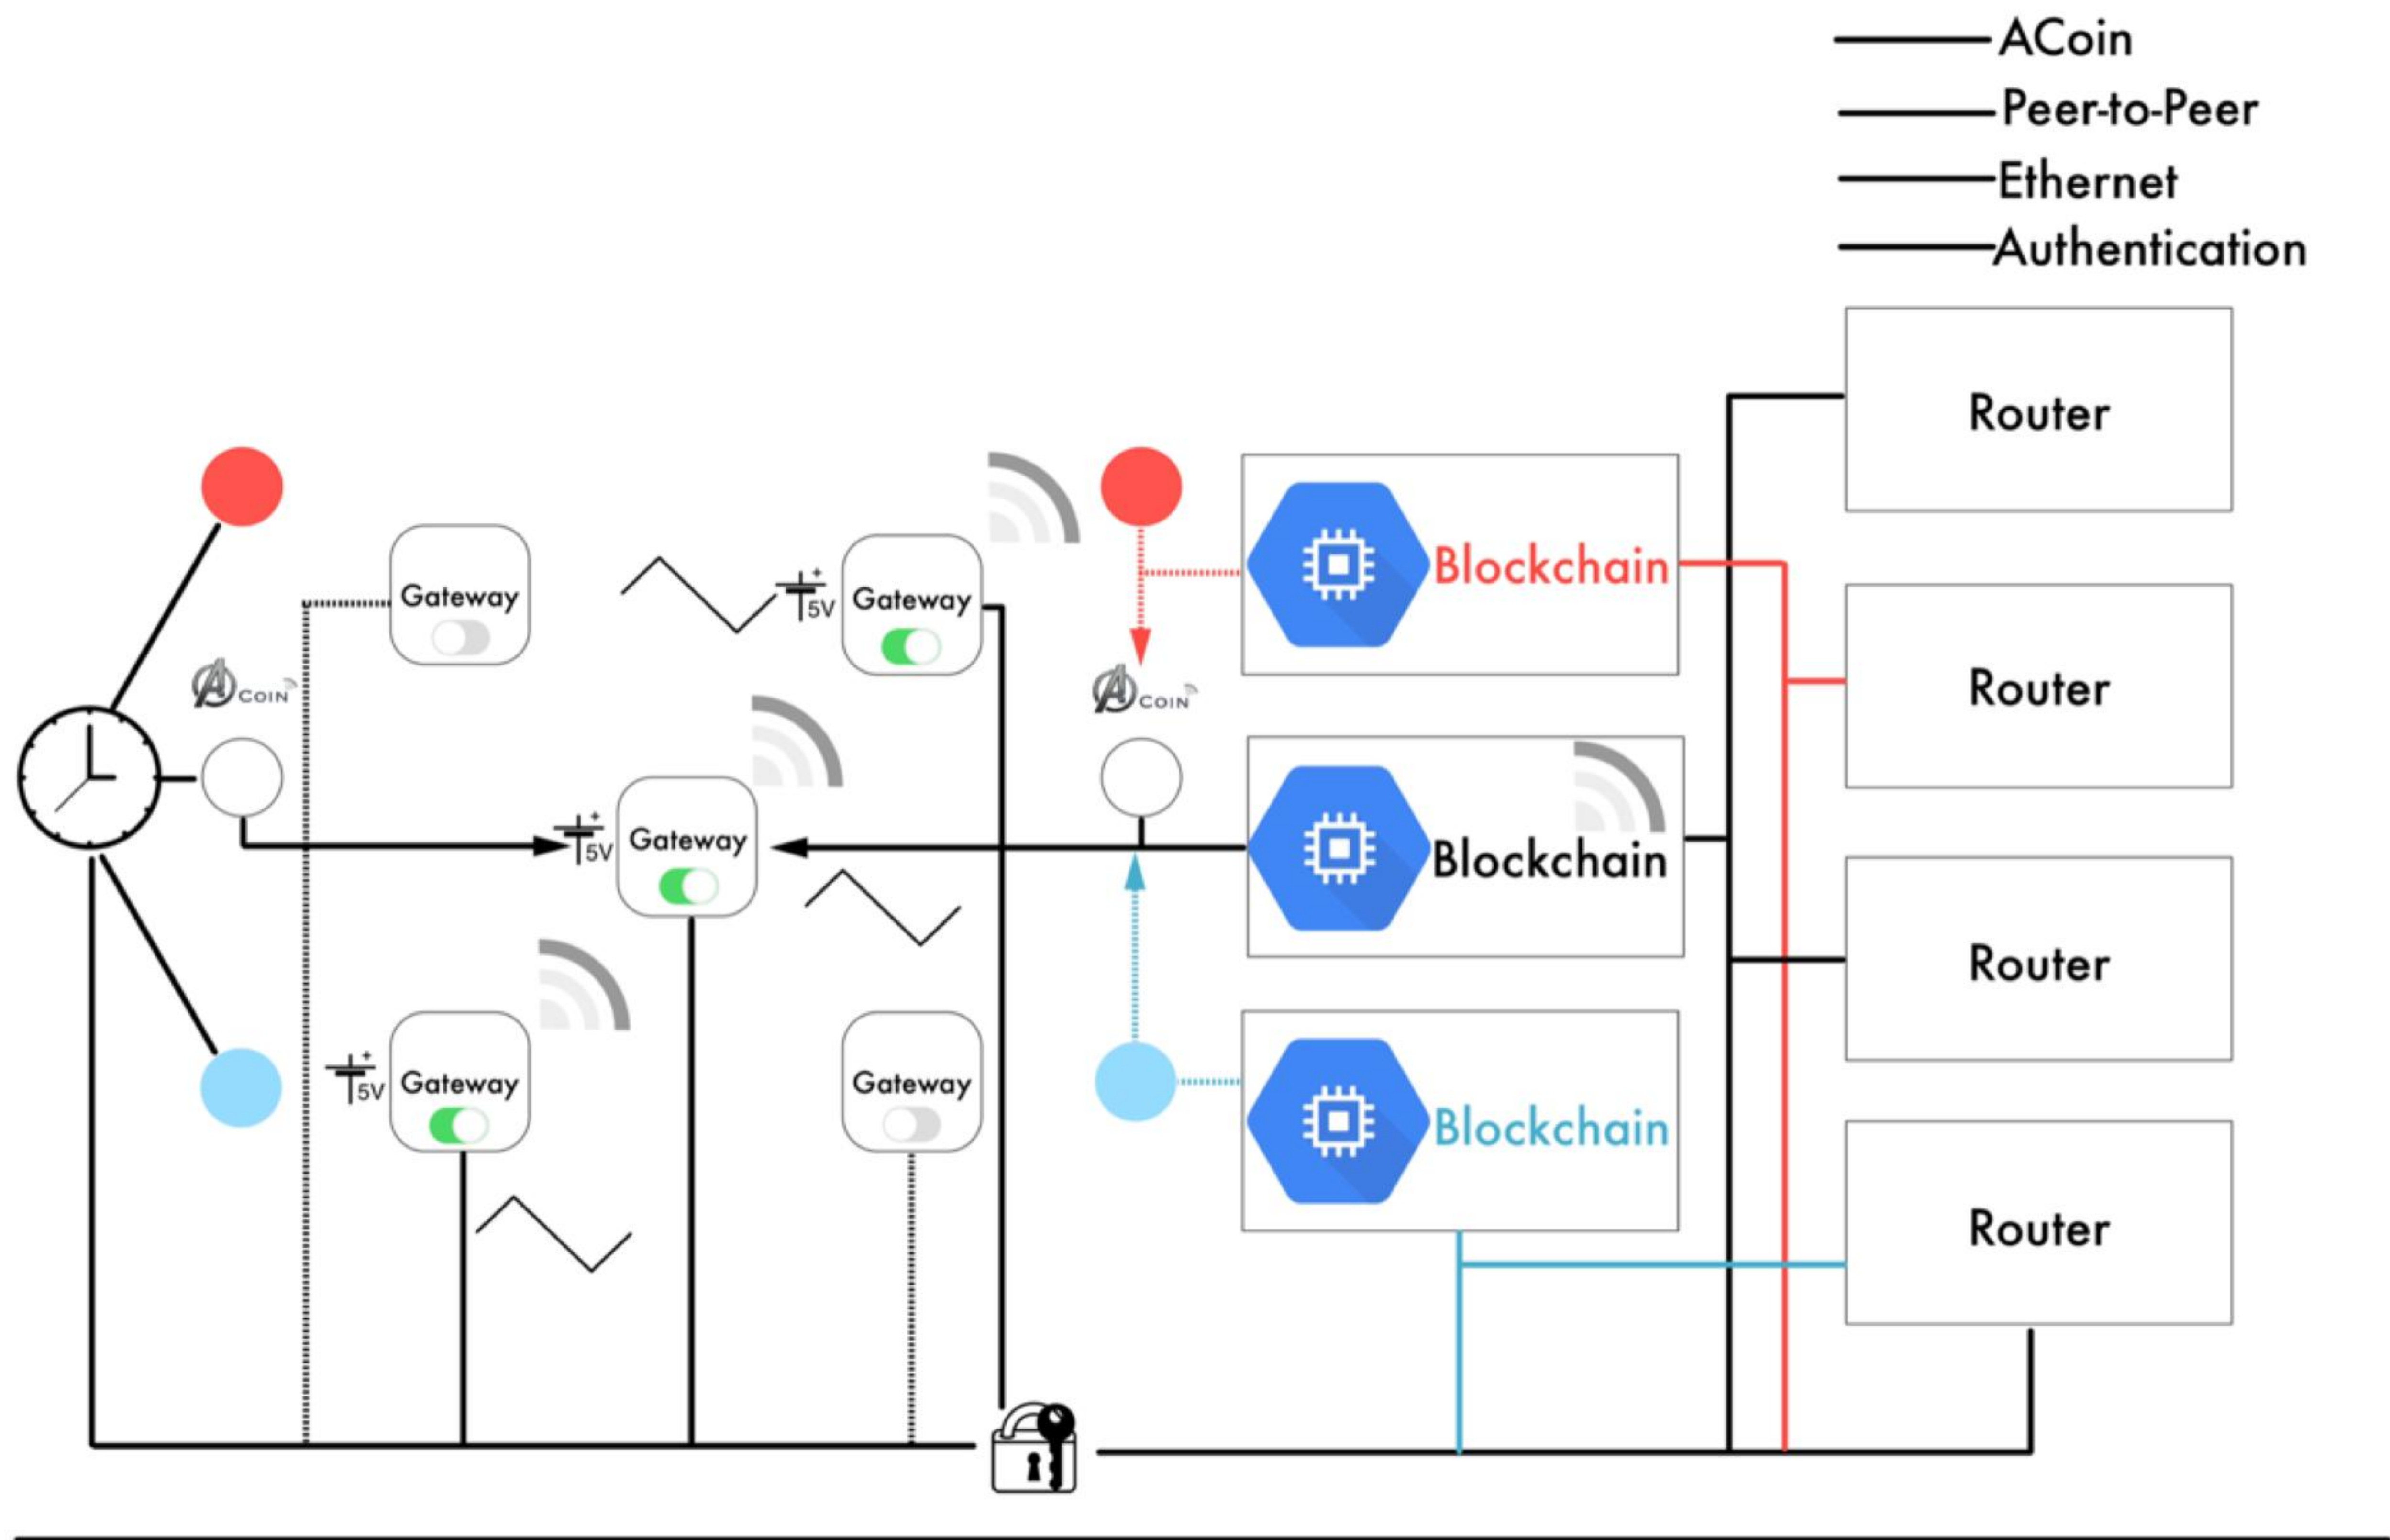 ACoin
Peer-to-Peer
Ethernet
Authentication
Router
Gateway
5V
Gateway
Blockchain
A COIN
A COIN
Router
5V
Gateway
Blockchain
Router
5V
Gateway
Gateway
Blockchain
Router